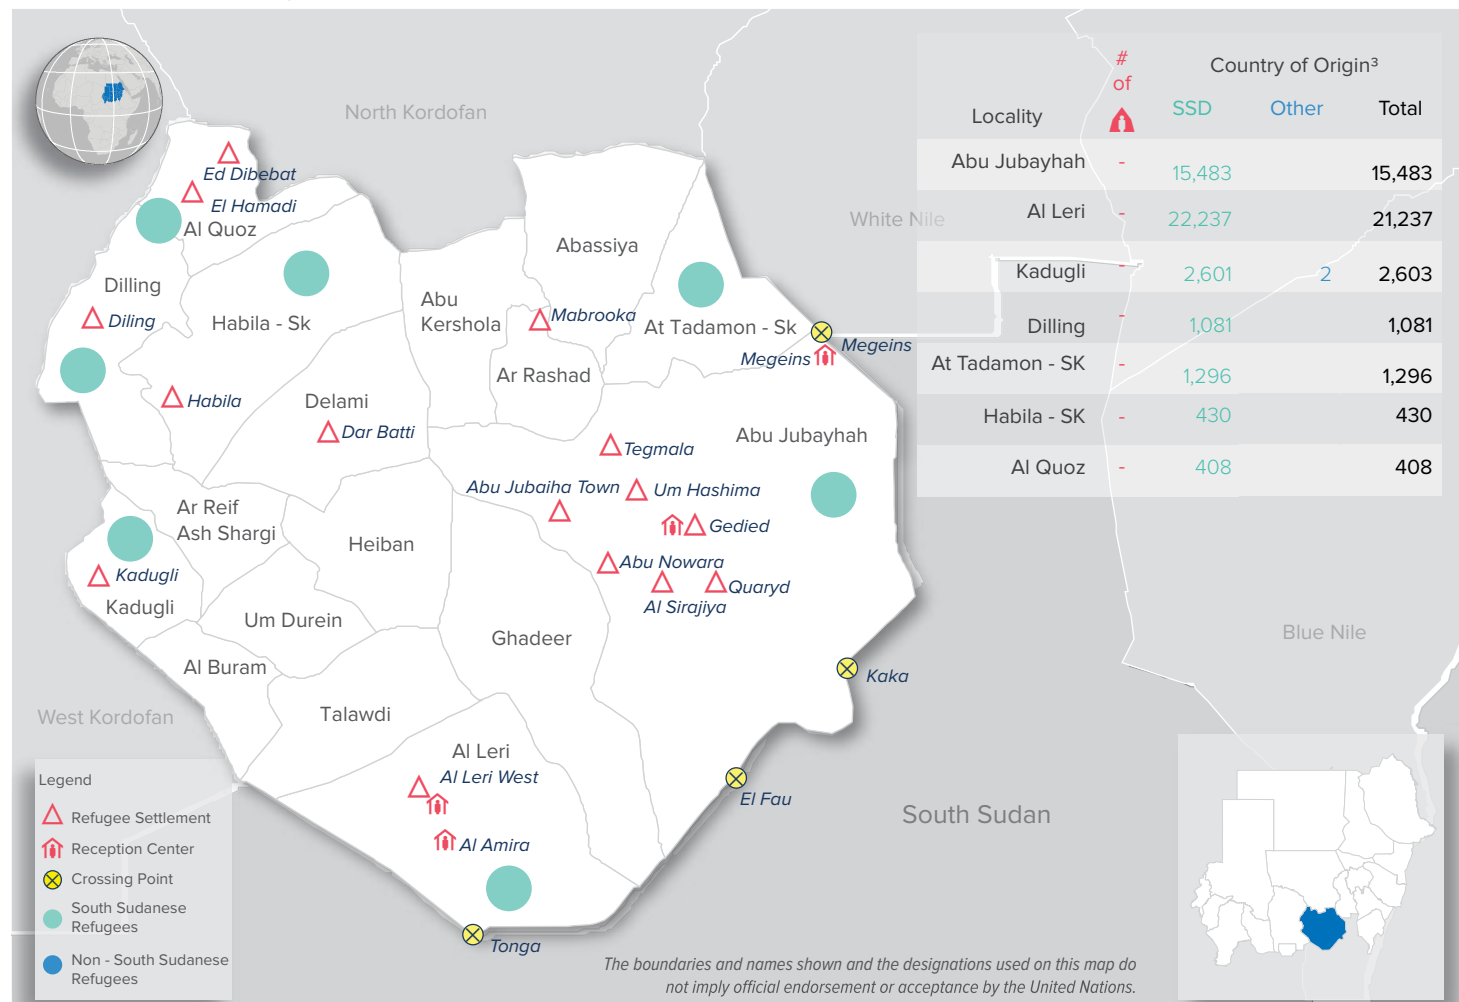 North Kordofan
Ed Dibebat
El Hamadi
Al Quoz
Dilling
Diling
Habila - Sk
Abu
Kershola
Abassiya
Mabrooka
At Tadamon - Sk
Megeins
Megeins
Ar Rashad
Habila
Delami
Dar Batti
Abu Jubayhah
Tegmala
Abu Jubaiha Town
Um Hashima
Gedied
Abu Nowara
Al Sirajiya
Quaryd
Ar Reif
Ash Shargi
Heiban
Kadugli
Kadugli
Um Durein
Ghadeer
Al Buram
Talawdi
Kaka
West Kordofan
Al Leri
Al Leri West
Al Amira
El Fau
Tonga
South Sudan
White Nile
Blue Nile
#
of
Country of Origin³
Locality SSD Other Total
Abu Jubayhah - 15,483 15,483
Al Leri - 22,237 21,237
Kadugli - 2,601 2 2,603
Dilling - 1,081 1,081
At Tadamon - SK - 1,296 1,296
Habila - SK - 430 430
Al Quoz - 408 408
Legend
Refugee Settlement
Reception Center
Crossing Point
South Sudanese
Refugees
Non - South Sudanese
Refugees
The boundaries and names shown and the designations used on this map do
not imply official endorsement or acceptance by the United Nations.